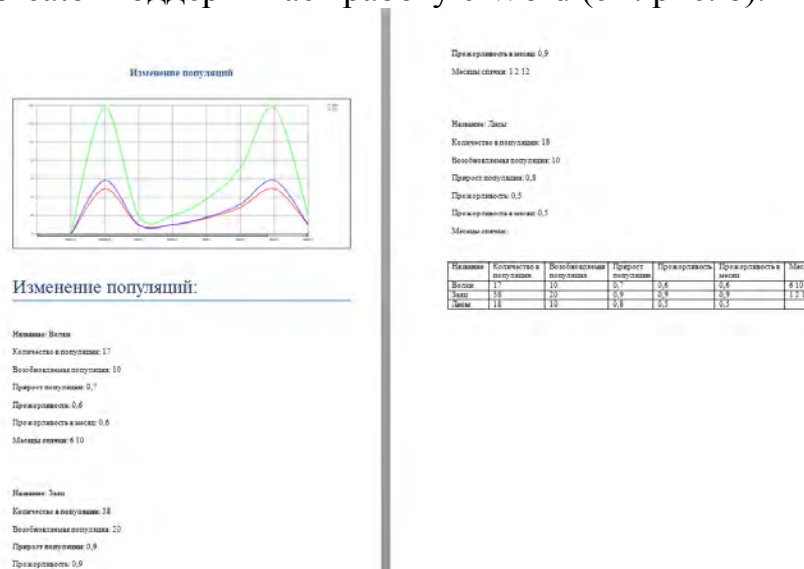 Изменение популяций
Изменение популяций:
Название: Волки
Количество в популяции: 17
Возобновляемая популяция: 10
Прирост популяции: 0,7
Прожорливость: 0,6
Прожорливость в месяц: 0,6
Месяцы спячки: 6 10
Название: Заяц
Количество в популяции: 38
Возобновляемая популяция: 20
Прирост популяции: 0,9
Прожорливость: 0,9
Прожорливость в месяц: 0,9
Месяцы спячки: 1 2 12
Название: Лисы
Количество в популяции: 18
Возобновляемая популяция: 10
Прирост популяции: 0,8
Прожорливость: 0,5
Прожорливость в месяц: 0,5
Месяцы спячки:
Название Количество в популяции Возобновляемая популяция Прирост популяции Прожорливость Прожорливость в месяц Мес
Волки 17 10 0,7 0,6 0,6 6 10
Заяц 38 20 0,9 0,9 0,9 1 2 1
Лисы 18 10 0,8 0,5 0,5